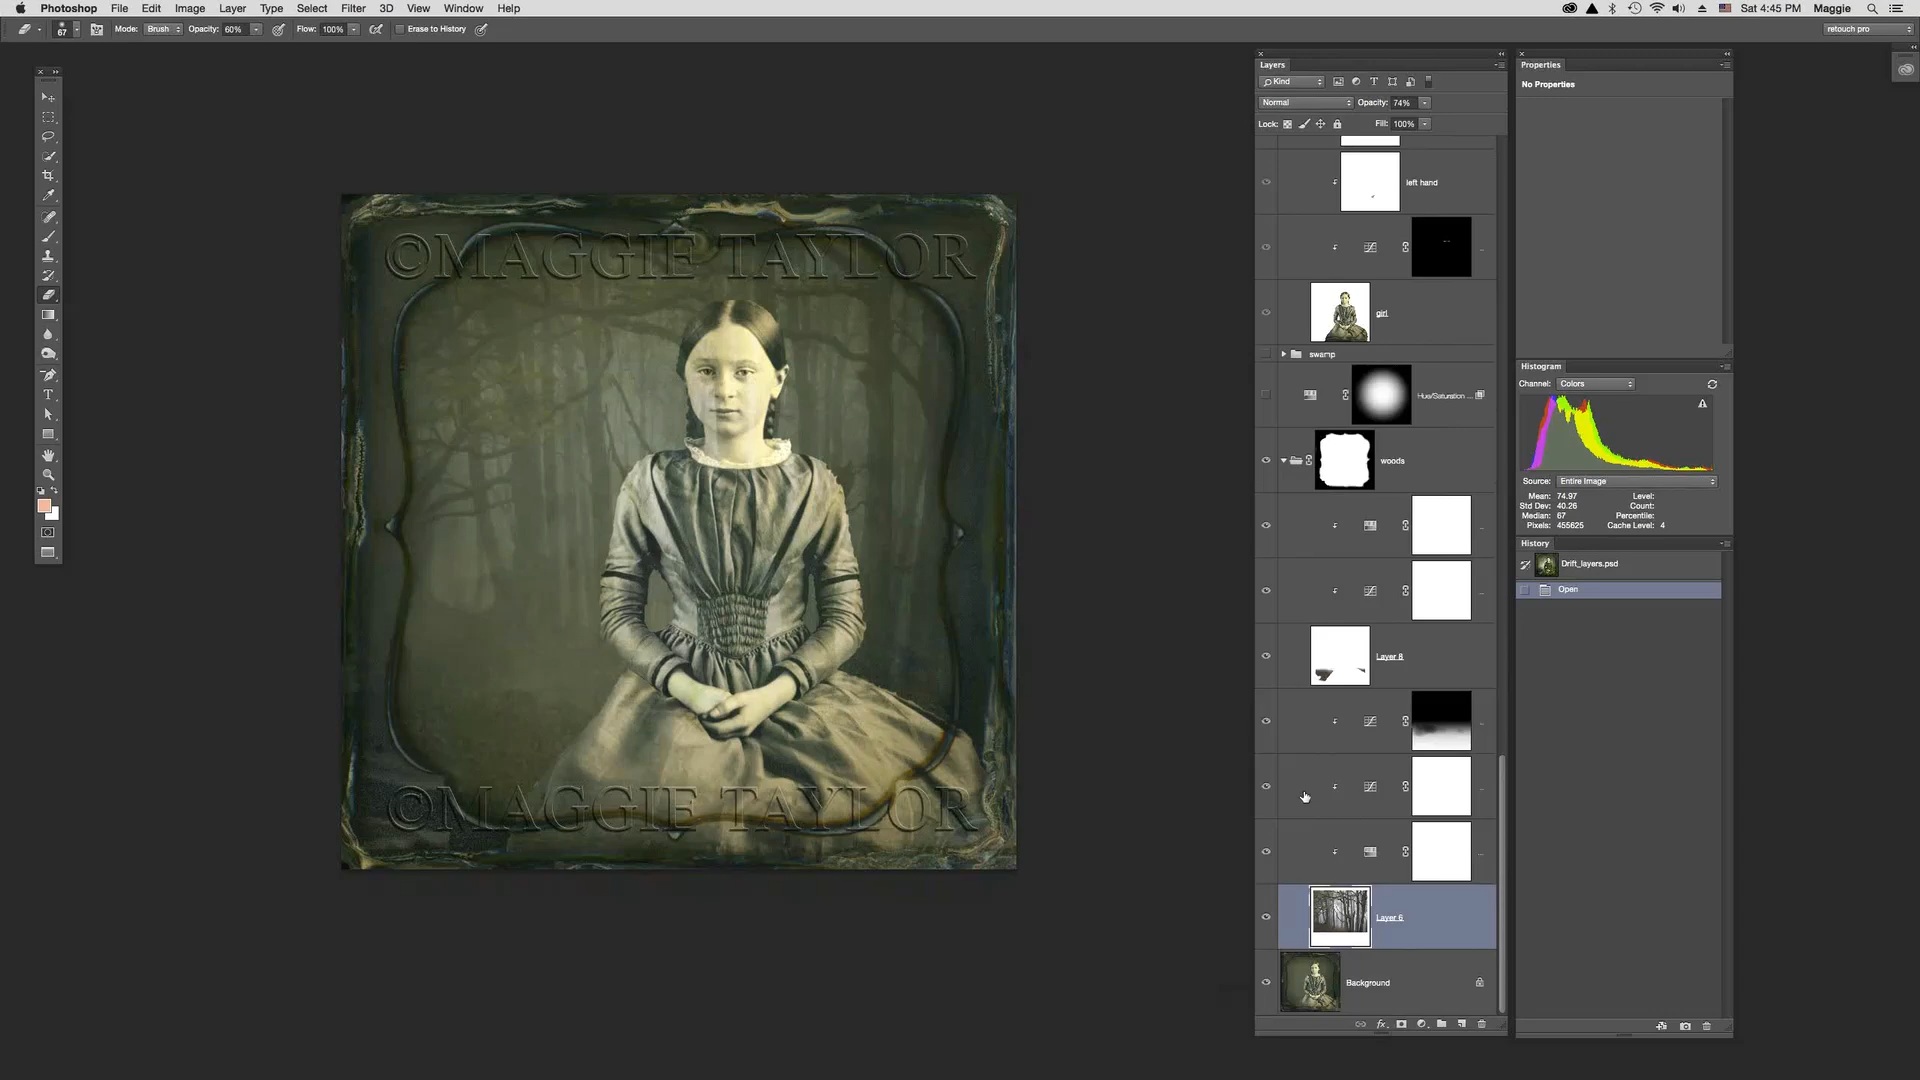 Photoshop File Edit Image Layer Type Select Filter 3D View Window Help Sat 4:45 PM Maggie
67 Mode: Brush Opacity: 60% Flow: 100% Erase to History retouch pro
©MAGGIE TAYLOR
©MAGGIE TAYLOR
Layers
Kind
Normal Opacity: 74%
Lock: Fill: 100%
left hand
girl
swamp
Hue/Saturation ...
woods
Layer 8
Layer 6
Background
Properties
No Properties
Histogram
Channel: Colors
Source: Entire Image
Mean: 74.97 Level:
Std Dev: 40.26 Count:
Median: 67 Percentile:
Pixels: 455625 Cache Level: 4
History
Drift_layers.psd
Open